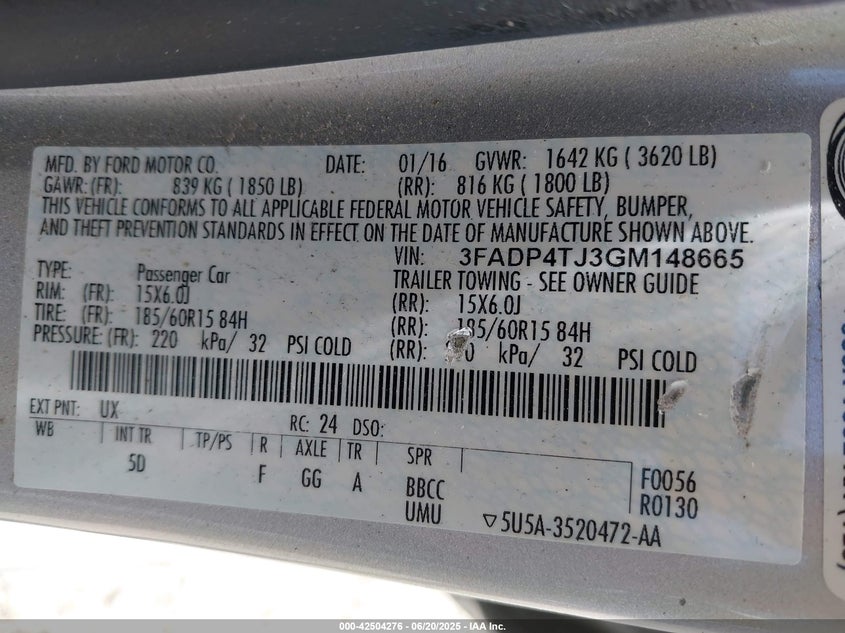 MFD. BY FORD MOTOR CO. DATE: 01/16 GVWR: 1642 KG ( 3620 LB)
GAWR: (FR): 839 KG ( 1850 LB) (RR): 816 KG ( 1800 LB)
THIS VEHICLE CONFORMS TO ALL APPLICABLE FEDERAL MOTOR VEHICLE SAFETY, BUMPER,
AND THEFT PREVENTION STANDARDS IN EFFECT ON THE DATE OF MANUFACTURE SHOWN ABOVE.
VIN: 3FADP4TJ3GM148665
TYPE: Passenger Car TRAILER TOWING - SEE OWNER GUIDE
RIM: (FR): 15X6.0J (RR): 15X6.0J
TIRE: (FR): 185/60R15 84H (RR): 185/60R15 84H
PRESSURE: (FR): 220 kPa/ 32 PSI COLD (RR): 0 kPa/ 32 PSI COLD
EXT PNT: UX RC: 24 DSO:
WB INT TR TP/PS R AXLE TR SPR
5D F GG A BBCC F0056
UMU R0130
▽5U5A-3520472-AA
000-42504276 - 06/20/2025 - IAA Inc.